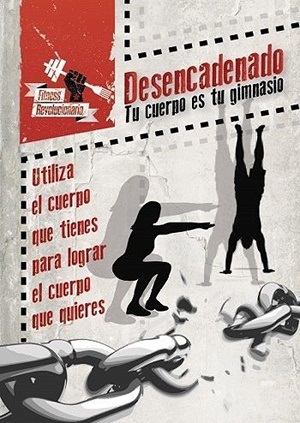 Fitness
Revolucionario
Desencadenado
Tu cuerpo es tu gimnasio
Utiliza
el cuerpo
que tienes
para lograr
el cuerpo
que quieres